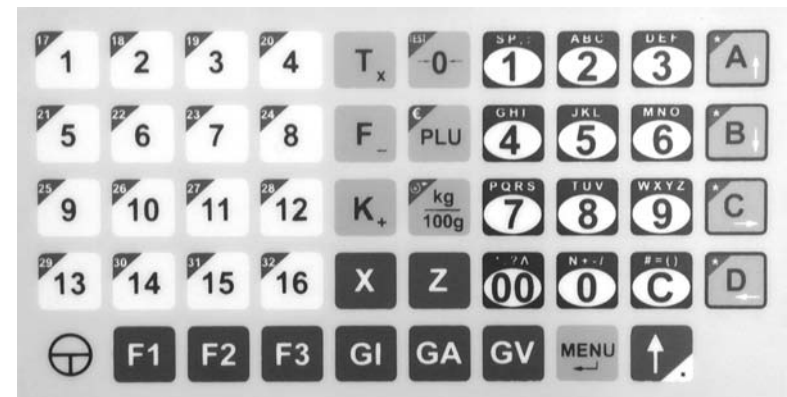 17 18 19 20 TEST SP,: ABC DEF *
1 2 3 4 Tx →0← 1 2 3 A ↑
21 22 23 24 € GHI JKL MNO *
5 6 7 8 F- PLU 4 5 6 B ↓
25 26 27 28 PQRS TUV WXYZ *
9 10 11 12 K+ kg/100g 7 8 9 C →
29 30 31 32 N+-/ #=() *
13 14 15 16 X Z 00 0 C D ←
F1 F2 F3 GI GA GV MENU ↵ ↑ .